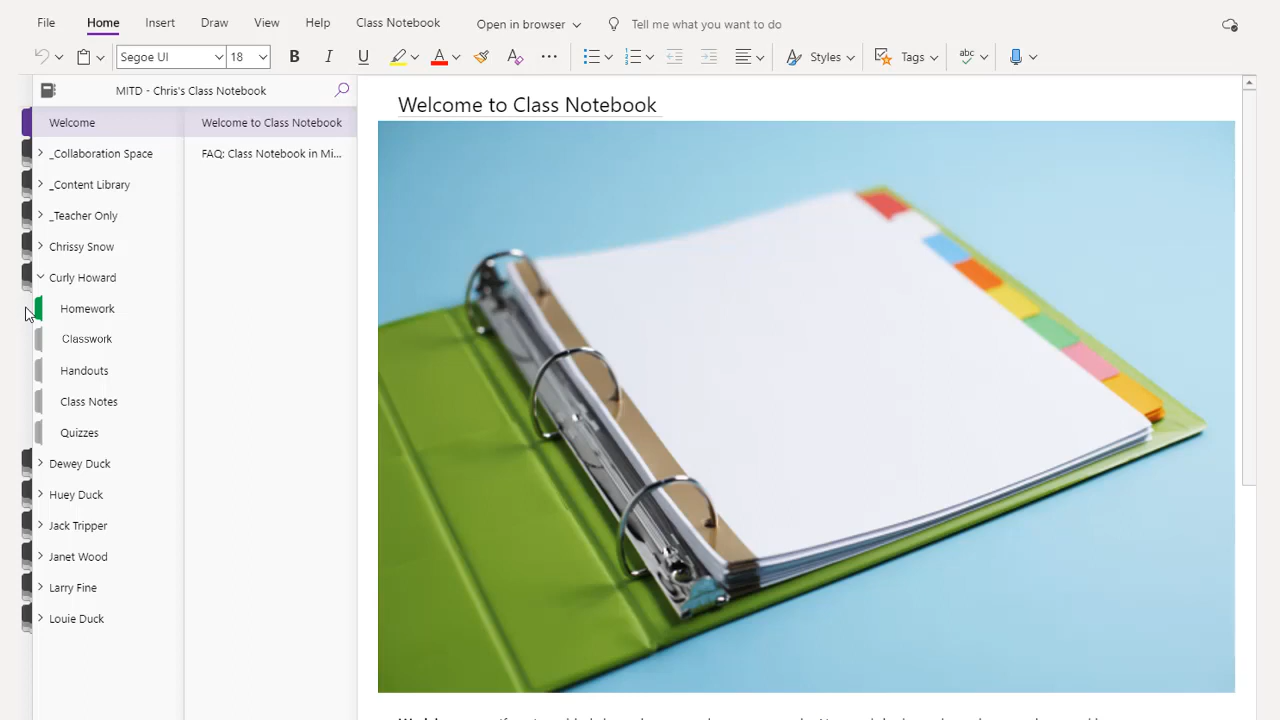 File Home Insert Draw View Help Class Notebook Open in browser Tell me what you want to do
Segoe UI 18 B I U A A Styles Tags abc
MITD - Chris's Class Notebook
Welcome
_Collaboration Space
_Content Library
_Teacher Only
Chrissy Snow
Curly Howard
Homework
Classwork
Handouts
Class Notes
Quizzes
Dewey Duck
Huey Duck
Jack Tripper
Janet Wood
Larry Fine
Louie Duck
Welcome to Class Notebook
FAQ: Class Notebook in Mi...
Welcome to Class Notebook